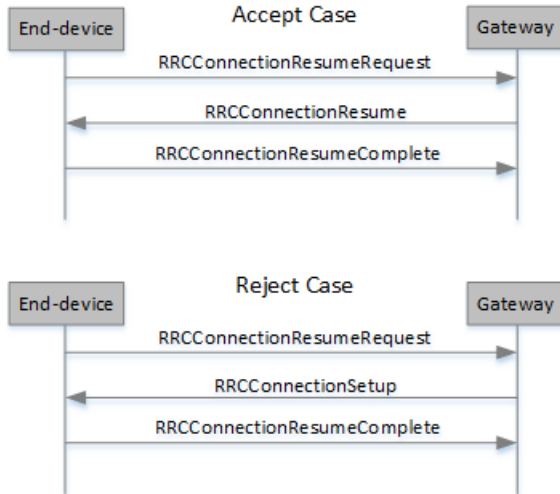 Accept Case
End-device
Gateway
RRCConnectionResumeRequest
RRCConnectionResume
RRCConnectionResumeComplete
Reject Case
End-device
Gateway
RRCConnectionResumeRequest
RRCConnectionSetup
RRCConnectionResumeComplete